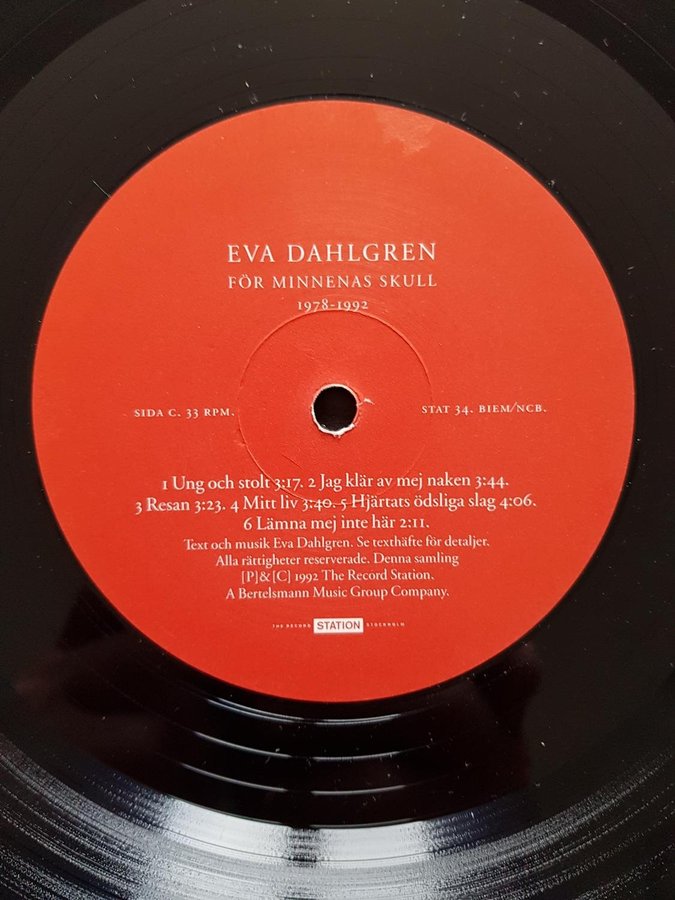 EVA DAHLGREN
FÖR MINNENAS SKULL
1978-1992
SIDA C. 33 RPM.
STAT 34. BIEM/NCB.
1 Ung och stolt 3:17. 2 Jag klär av mej naken 3:44.
3 Resan 3:23. 4 Mitt liv 3:40. 5 Hjärtats ödsliga slag 4:06.
6 Lämna mej inte här 2:11.
Text och musik Eva Dahlgren. Se texthäfte för detaljer.
Alla rättigheter reserverade. Denna samling
[P]&[C] 1992 The Record Station.
A Bertelsmann Music Group Company.
THE RECORD STATION STOCKHOLM